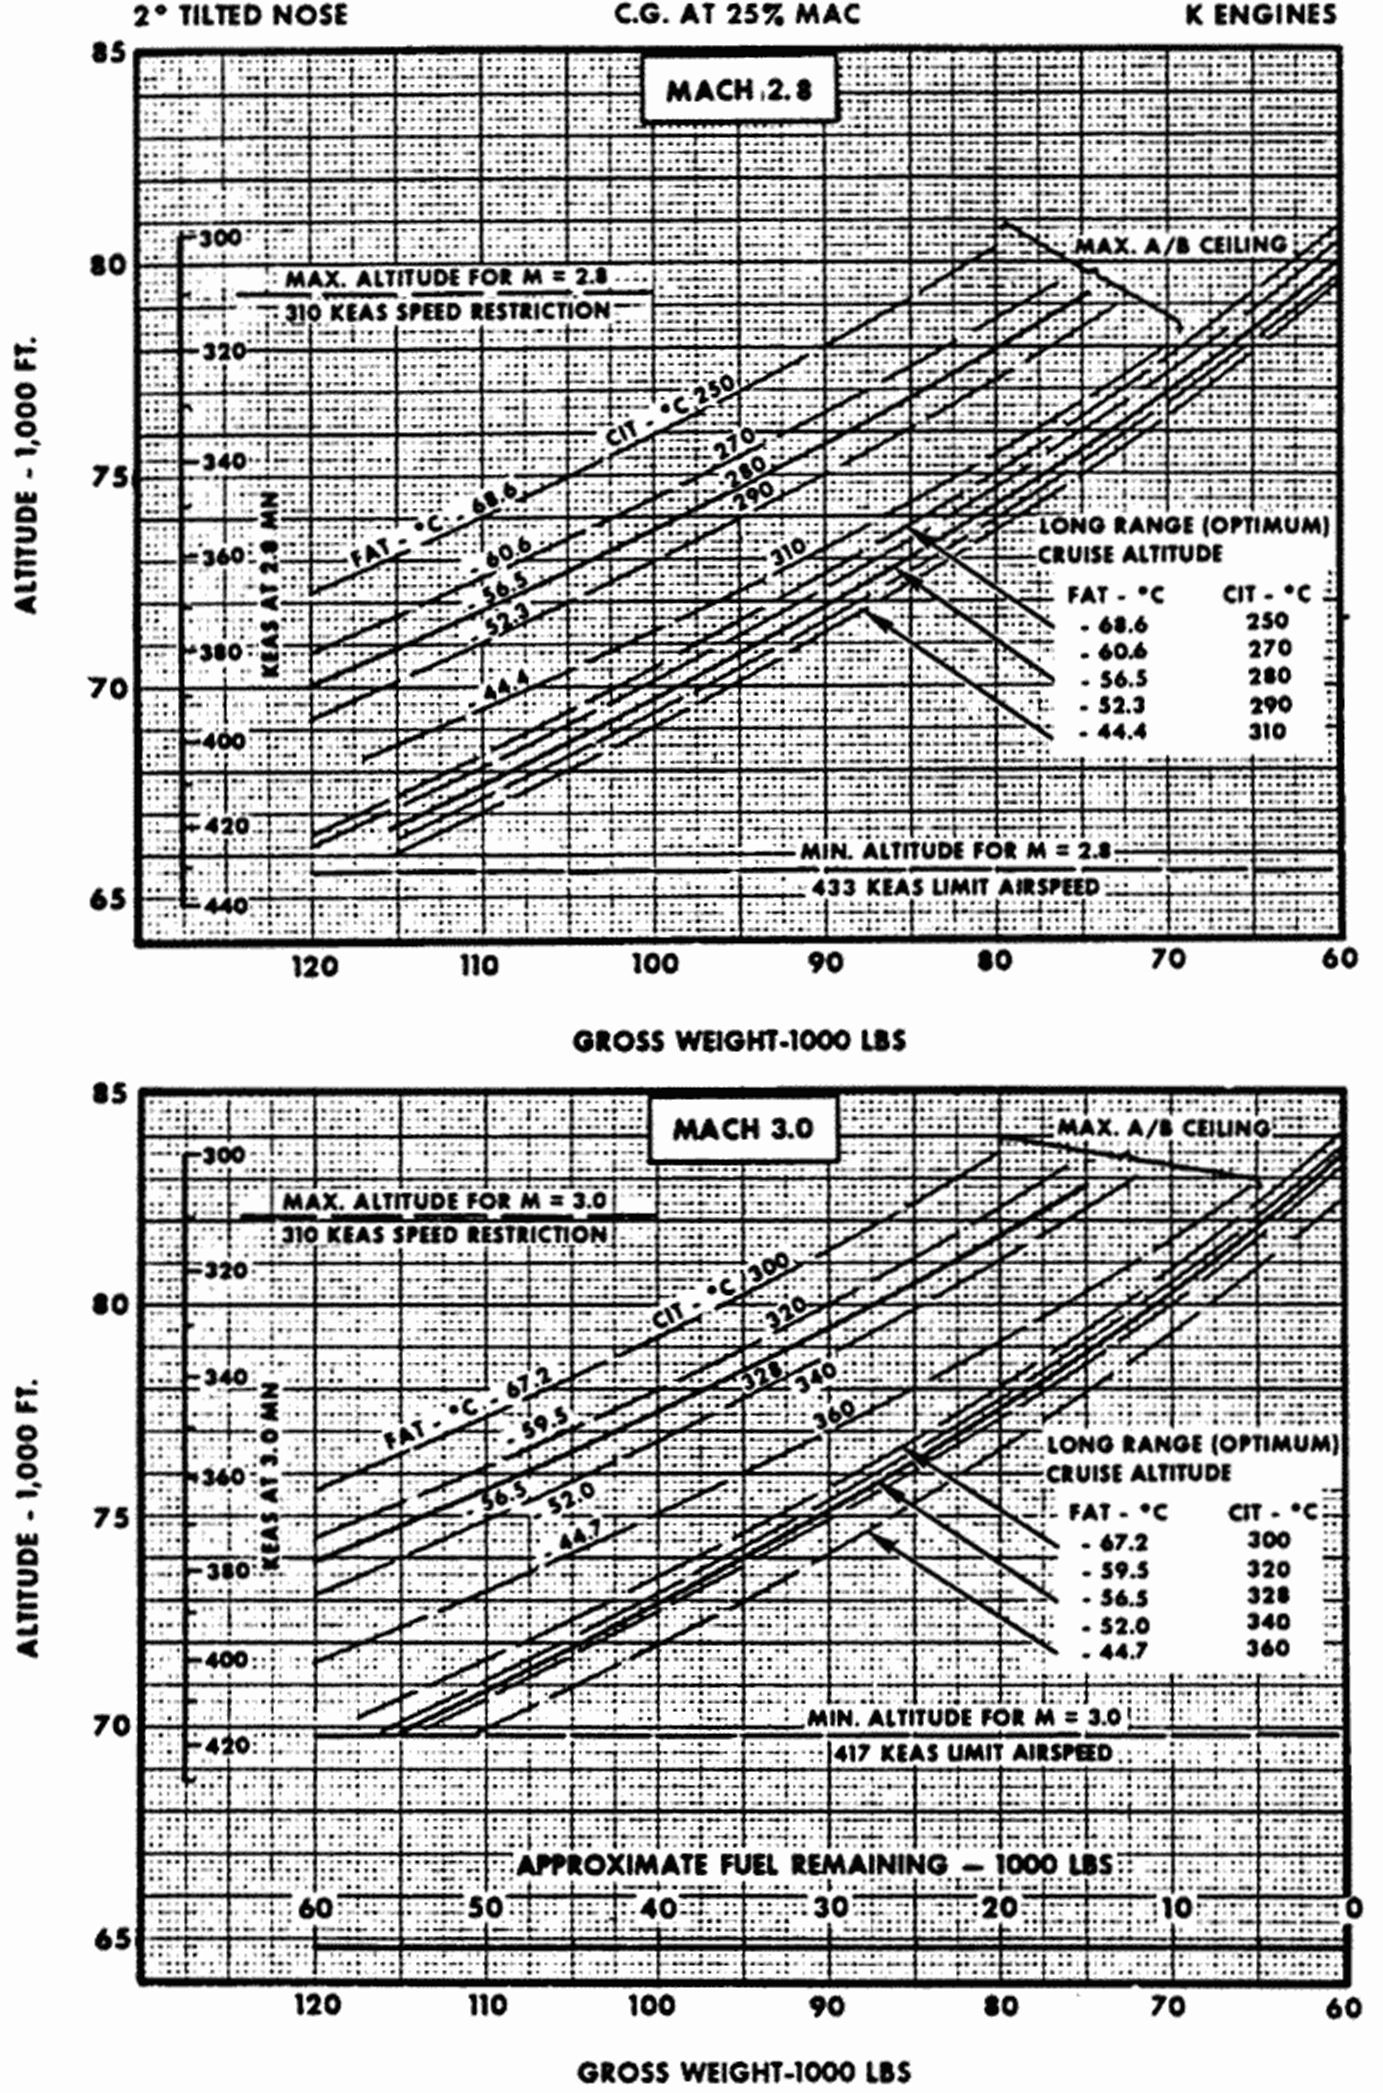 2° TILTED NOSE C.G. AT 25% MAC K ENGINES
85
MACH 2.8
300
MAX. A/B CEILING
80
MAX. ALTITUDE FOR M = 2.8
310 KEAS SPEED RESTRICTION
320
CIT - °C 250
ALTITUDE - 1,000 FT.
270
340
75
280
290
FAT - °C - 68.6
LONG RANGE (OPTIMUM)
CRUISE ALTITUDE
310
- 60.6
360
KEAS AT 2.8 MN
- 56.5
- 52.3
FAT - °C CIT - °C
- 68.6 250
- 60.6 270
- 56.5 280
- 52.3 290
- 44.4 310
380
70
- 44.4
400
420
MIN. ALTITUDE FOR M = 2.8
433 KEAS LIMIT AIRSPEED
65
440
120 110 100 90 80 70 60
GROSS WEIGHT-1000 LBS
85
MACH 3.0
MAX. A/B CEILING
300
MAX. ALTITUDE FOR M = 3.0
310 KEAS SPEED RESTRICTION
320
CIT - °C 300
80
320
ALTITUDE - 1,000 FT.
340
328
340
FAT - °C - 67.2
360
- 59.5
LONG RANGE (OPTIMUM)
CRUISE ALTITUDE
360
KEAS AT 3.0 MN
- 56.5
- 52.0
75
- 44.7
FAT - °C CIT - °C
- 67.2 300
- 59.5 320
- 56.5 328
- 52.0 340
- 44.7 360
380
400
70
MIN. ALTITUDE FOR M = 3.0
417 KEAS LIMIT AIRSPEED
420
APPROXIMATE FUEL REMAINING — 1000 LBS
60 50 40 30 20 10 0
65
120 110 100 90 80 70 60
GROSS WEIGHT-1000 LBS